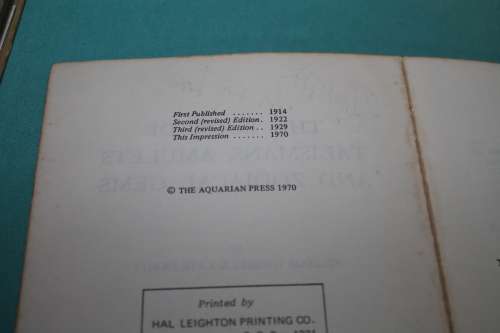 First Published ....... 1914
Second (revised) Edition. 1922
Third (revised) Edition .. 1929
This Impression ....... 1970
© THE AQUARIAN PRESS 1970
Printed by
HAL LEIGHTON PRINTING CO.